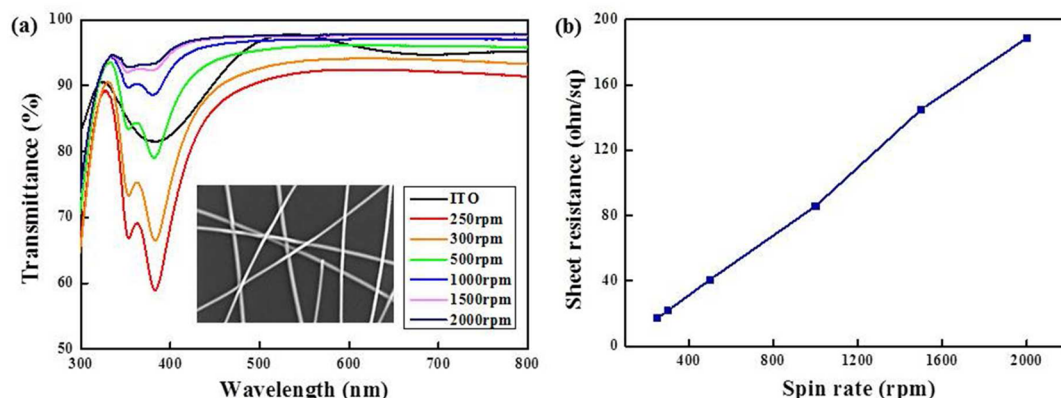 (a)
Transmittance (%)
100
90
80
70
60
50
300
400
500
600
700
800
Wavelength (nm)
ITO
250rpm
300rpm
500rpm
1000rpm
1500rpm
2000rpm
(b)
Sheet resistance (ohn/sq)
200
160
120
80
40
0
400
800
1200
1600
2000
Spin rate (rpm)